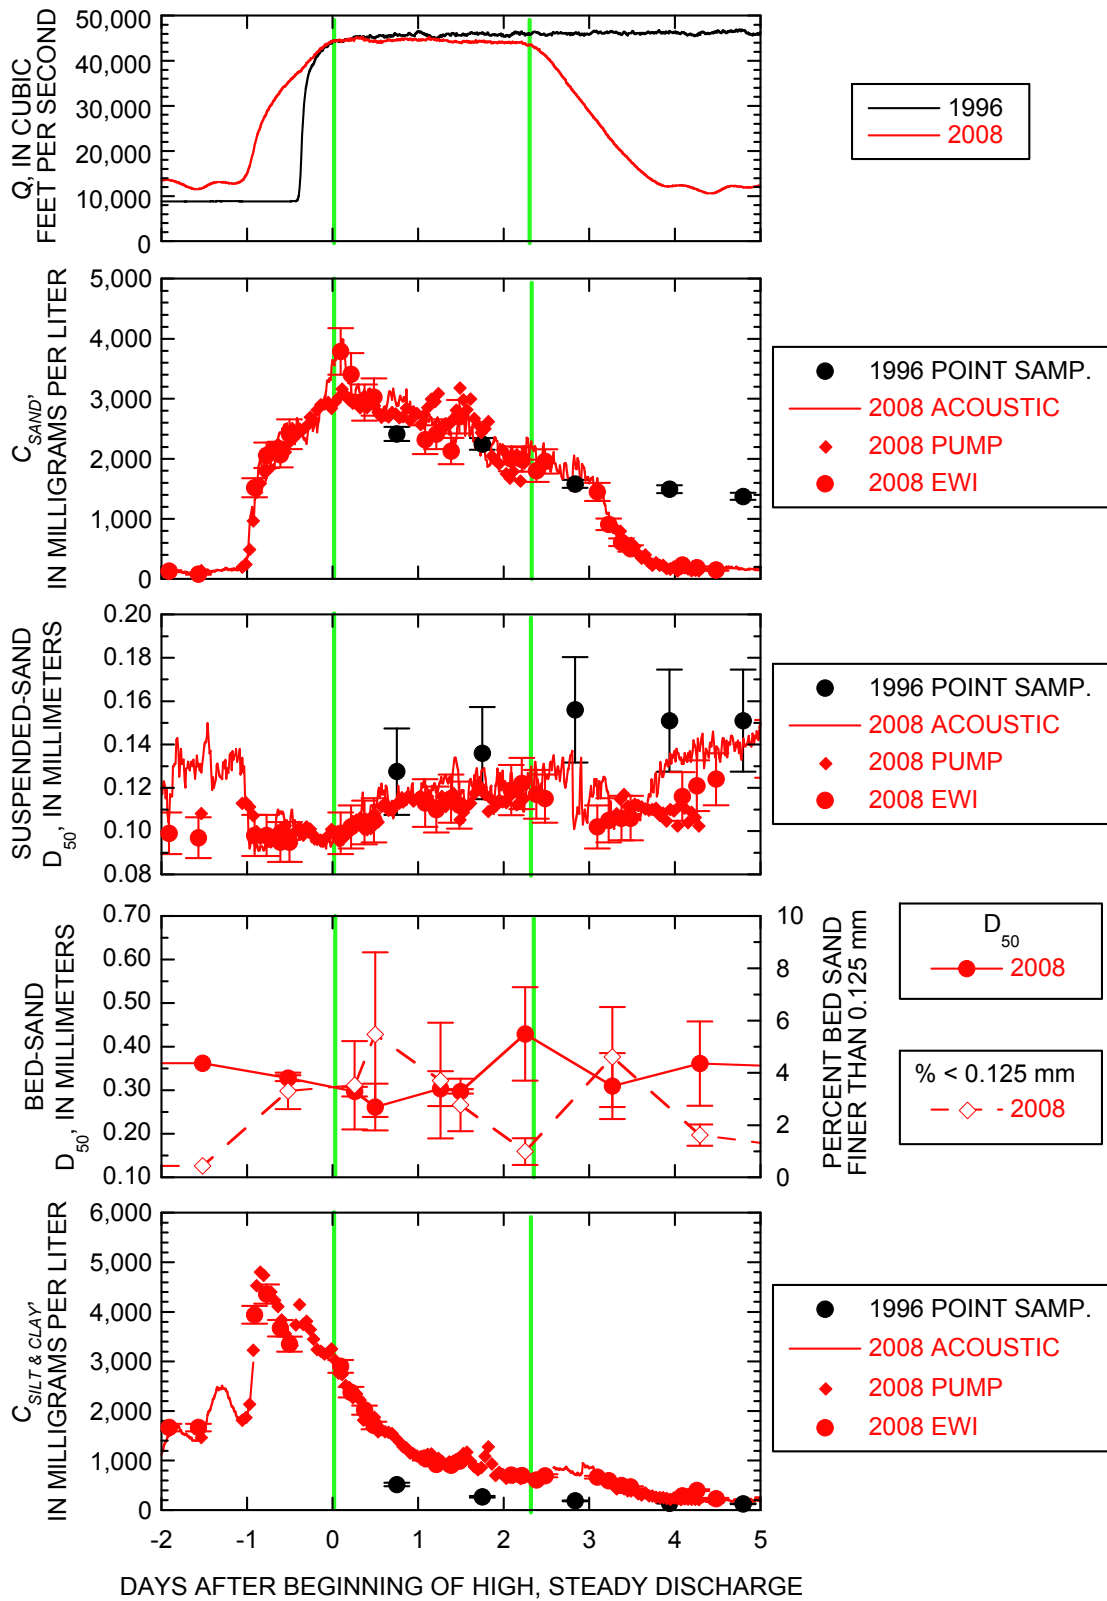 Q, IN CUBIC
FEET PER SECOND
50,000
40,000
30,000
20,000
10,000
0
1996
2008
C SAND,
IN MILLIGRAMS PER LITER
5,000
4,000
3,000
2,000
1,000
0
1996 POINT SAMP.
2008 ACOUSTIC
2008 PUMP
2008 EWI
SUSPENDED-SAND
D50, IN MILLIMETERS
0.20
0.18
0.16
0.14
0.12
0.10
0.08
1996 POINT SAMP.
2008 ACOUSTIC
2008 PUMP
2008 EWI
BED-SAND
D50, IN MILLIMETERS
0.70
0.60
0.50
0.40
0.30
0.20
0.10
10
8
6
4
2
0
PERCENT BED SAND
FINER THAN 0.125 mm
D50
2008
% < 0.125 mm
2008
C SILT & CLAY,
IN MILLIGRAMS PER LITER
6,000
5,000
4,000
3,000
2,000
1,000
0
1996 POINT SAMP.
2008 ACOUSTIC
2008 PUMP
2008 EWI
-2 -1 0 1 2 3 4 5
DAYS AFTER BEGINNING OF HIGH, STEADY DISCHARGE